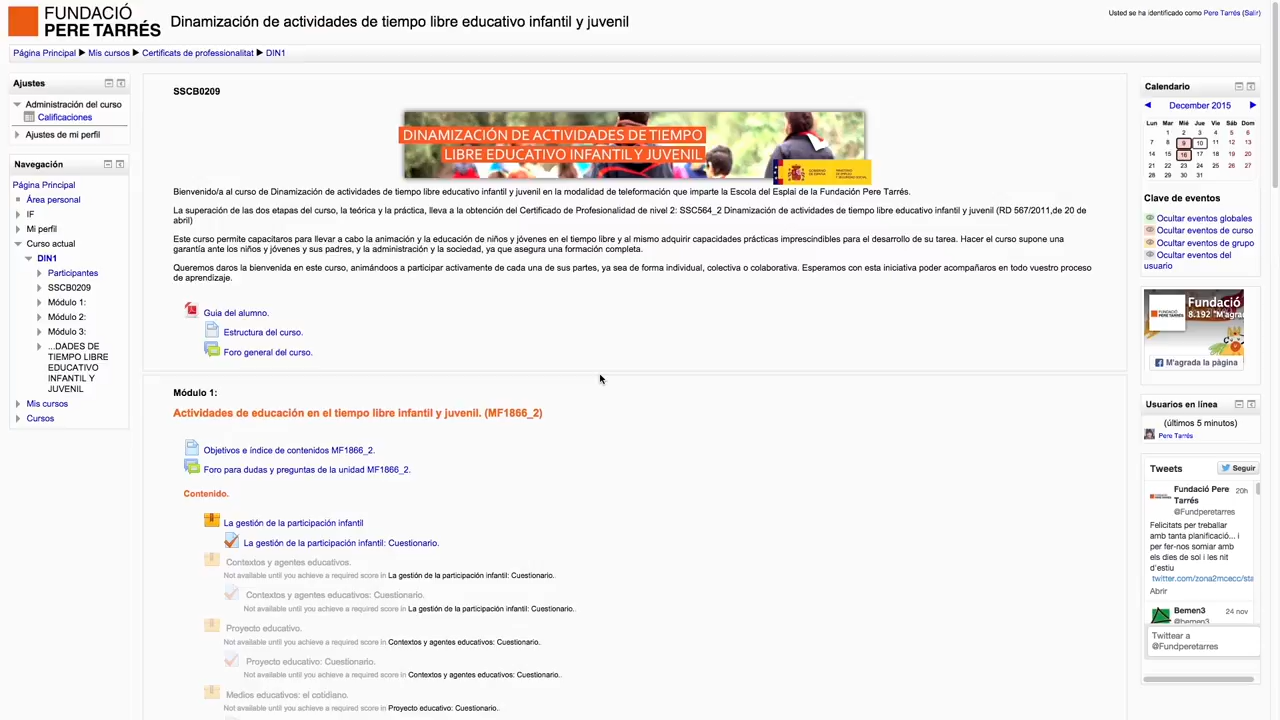 FUNDACIÓ
PERE TARRÉS
Dinamización de actividades de tiempo libre educativo infantil y juvenil
Usted se ha identificado como Pere Tarrés (Salir)
Página Principal ▶ Mis cursos ▶ Certificats de professionalitat ▶ DIN1
Ajustes
Administración del curso
Calificaciones
Ajustes de mi perfil
Navegación
Página Principal
Área personal
IF
Mi perfil
Curso actual
DIN1
Participantes
SSCB0209
Módulo 1:
Módulo 2:
Módulo 3:
...DADES DE
TIEMPO LIBRE
EDUCATIVO
INFANTIL Y
JUVENIL
Mis cursos
Cursos
SSCB0209
DINAMIZACIÓN DE ACTIVIDADES DE TIEMPO
LIBRE EDUCATIVO INFANTIL Y JUVENIL
Bienvenido/a al curso de Dinamización de actividades de tiempo libre educativo infantil y juvenil en la modalidad de teleformación que imparte la Escola del Esplai de la Fundación Pere Tarrés.
La superación de las dos etapas del curso, la teórica y la práctica, lleva a la obtención del Certificado de Profesionalidad de nivel 2: SSC564_2 Dinamización de actividades de tiempo libre educativo infantil y juvenil (RD 567/2011,de 20 de
abril)
Este curso permite capacitaros para llevar a cabo la animación y la educación de niños y jóvenes en el tiempo libre y al mismo adquirir capacidades prácticas imprescindibles para el desarrollo de su tarea. Hacer el curso supone una
garantía ante los niños y jóvenes y sus padres, y la administración y la sociedad, ya que asegura una formación completa.
Queremos daros la bienvenida en este curso, animándoos a participar activamente de cada una de sus partes, ya sea de forma individual, colectiva o colaborativa. Esperamos con esta iniciativa poder acompañaros en todo vuestro proceso
de aprendizaje.
Guia del alumno.
Estructura del curso.
Foro general del curso.
Módulo 1:
Actividades de educación en el tiempo libre infantil y juvenil. (MF1866_2)
Objetivos e índice de contenidos MF1866_2.
Foro para dudas y preguntas de la unidad MF1866_2.
Contenido.
La gestión de la participación infantil
La gestión de la participación infantil: Cuestionario.
Contextos y agentes educativos.
Not available until you achieve a required score in La gestión de la participación infantil: Cuestionario..
Contextos y agentes educativos: Cuestionario.
Not available until you achieve a required score in La gestión de la participación infantil: Cuestionario..
Proyecto educativo.
Not available until you achieve a required score in Contextos y agentes educativos: Cuestionario.
Proyecto educativo: Cuestionario.
Not available until you achieve a required score in Contextos y agentes educativos: Cuestionario..
Medios educativos: el cotidiano.
Not available until you achieve a required score in Proyecto educativo: Cuestionario..
Calendario
◀ December 2015 ▶
Lun Mar Mié Jue Vie Sáb Dom
1 2 3 4 5 6
7 8 9 10 11 12 13
14 15 16 17 18 19 20
21 22 23 24 25 26 27
28 29 30 31
Clave de eventos
Ocultar eventos globales
Ocultar eventos de curso
Ocultar eventos de grupo
Ocultar eventos del
usuario
Fundació
8.192 "M'agra
M'agrada la pàgina
Usuarios en línea
(últimos 5 minutos)
Pere Tarrés
Tweets
Seguir
Fundació Pere 20h
Tarrés
@Fundperetarres
Felicitats per treballar
amb tanta planificació... i
per fer-nos somiar amb
els dies de sol i les nit
d'estiu
twitter.com/zona2mcecc/sta
Abrir
Bemen3 24 nov
@bemen3
Twittear a
@Fundperetarres